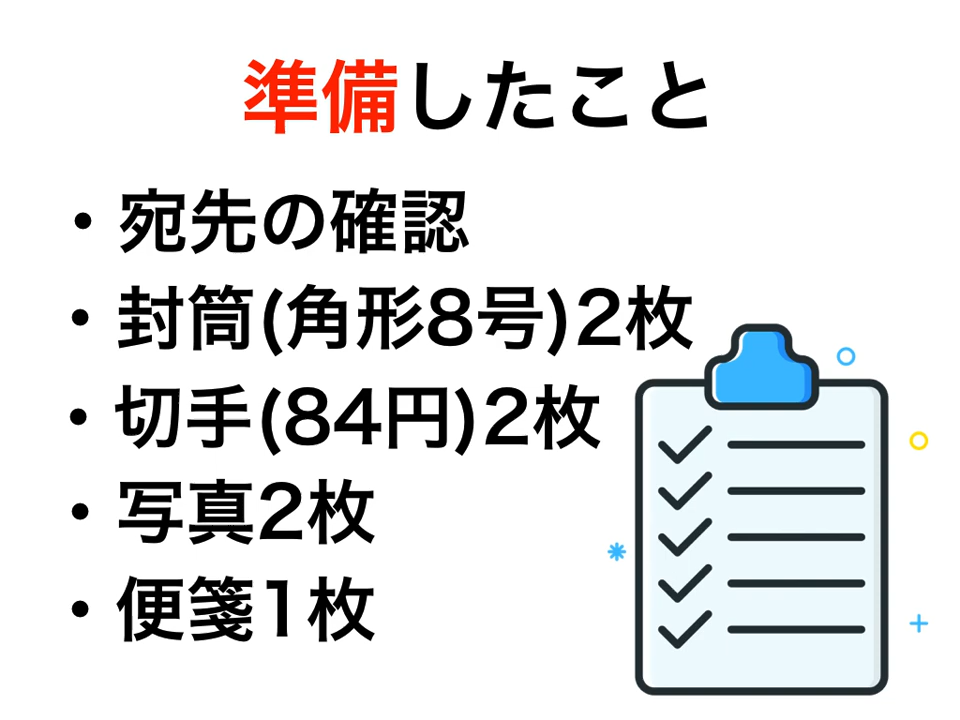 準備したこと
・宛先の確認
・封筒(角形8号)2枚
・切手(84円)2枚
・写真2枚
・便箋1枚